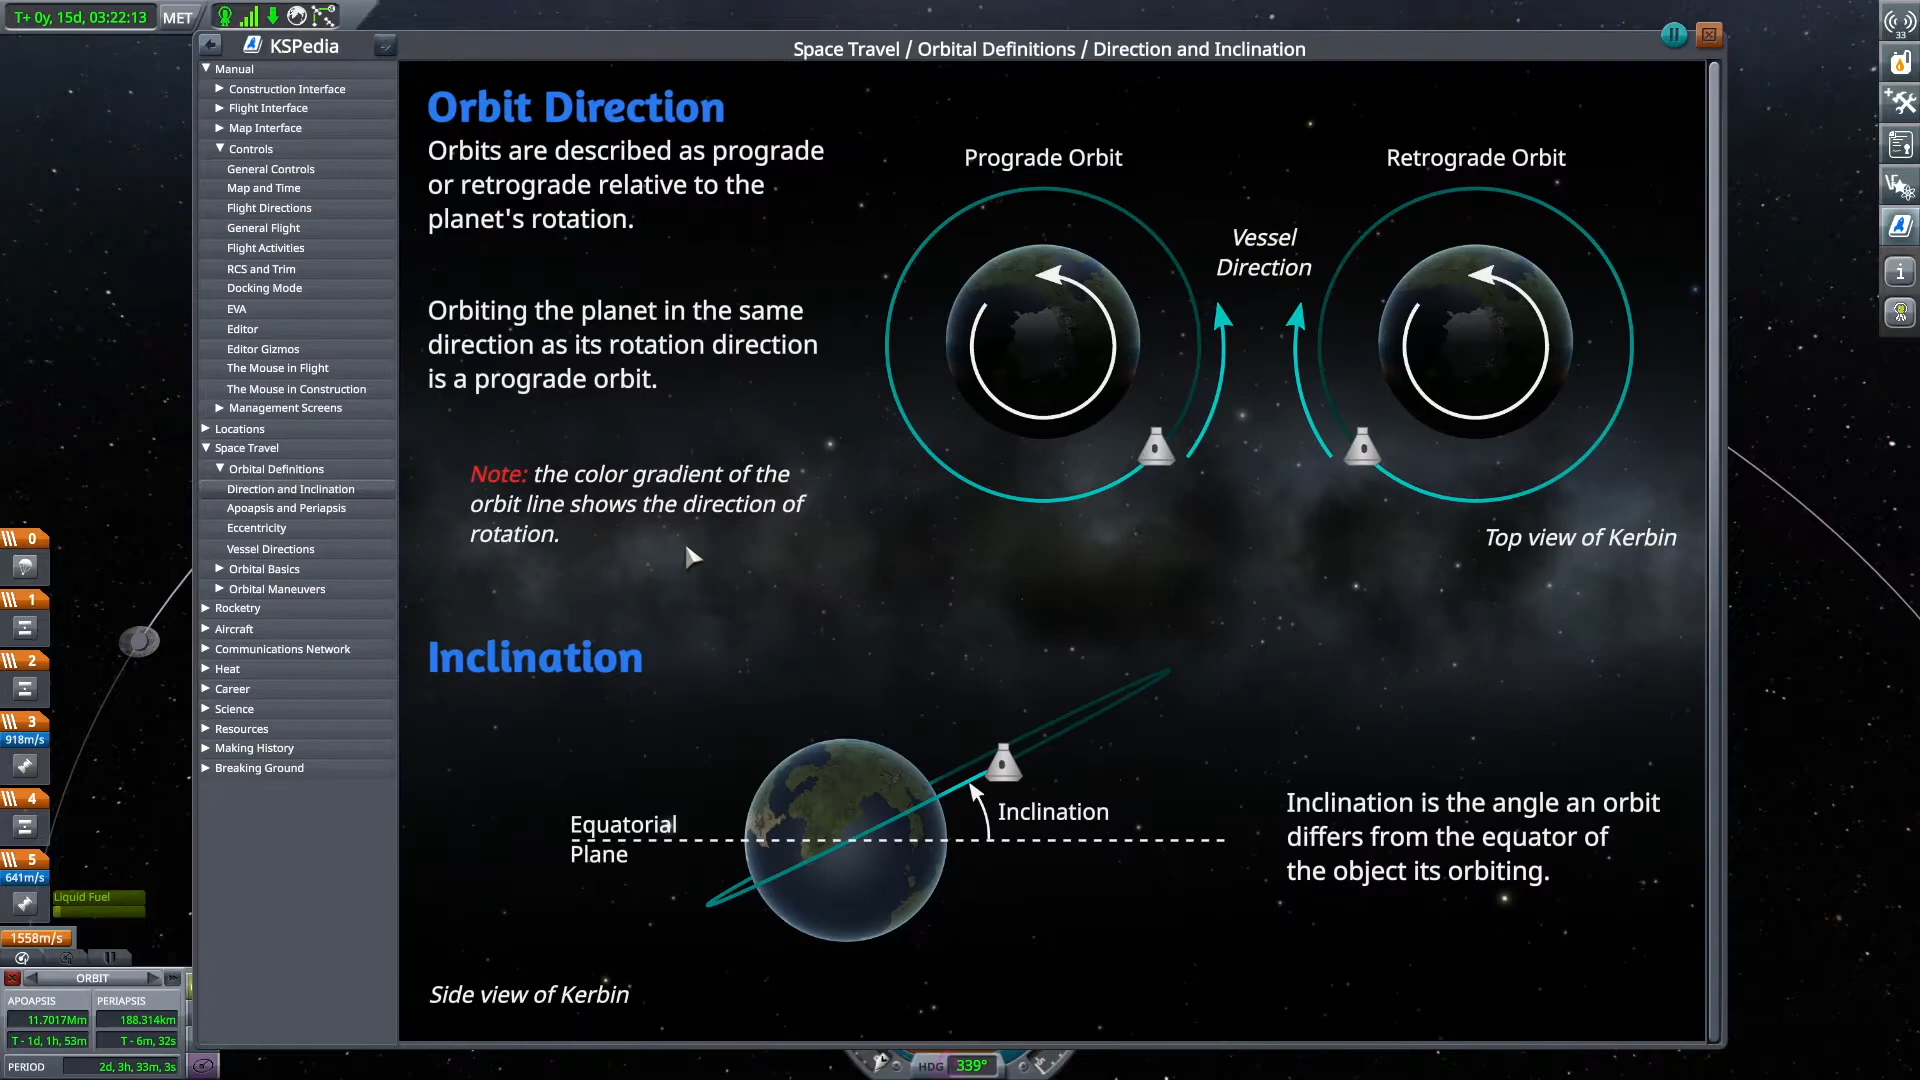 T+ 0y, 15d, 03:22:13
MET
KSPedia
Space Travel / Orbital Definitions / Direction and Inclination
33
Manual
Construction Interface
Flight Interface
Map Interface
Controls
General Controls
Map and Time
Flight Directions
General Flight
Flight Activities
RCS and Trim
Docking Mode
EVA
Editor
Editor Gizmos
The Mouse in Flight
The Mouse in Construction
Management Screens
Locations
Space Travel
Orbital Definitions
Direction and Inclination
Apoapsis and Periapsis
Eccentricity
Vessel Directions
Orbital Basics
Orbital Maneuvers
Rocketry
Aircraft
Communications Network
Heat
Career
Science
Resources
Making History
Breaking Ground
Orbit Direction
Orbits are described as prograde
or retrograde relative to the
planet's rotation.
Orbiting the planet in the same
direction as its rotation direction
is a prograde orbit.
Note: the color gradient of the
orbit line shows the direction of
rotation.
Prograde Orbit
Retrograde Orbit
Vessel
Direction
Top view of Kerbin
Inclination
Equatorial
Plane
Inclination
Inclination is the angle an orbit
differs from the equator of
the object its orbiting.
Side view of Kerbin
0
1
2
3
918m/s
4
5
641m/s
Liquid Fuel
1558m/s
ORBIT
APOAPSIS
PERIAPSIS
11.7017Mm
188.314km
T - 1d, 1h, 53m
T - 6m, 32s
PERIOD
2d, 3h, 33m, 3s
HDG
339°